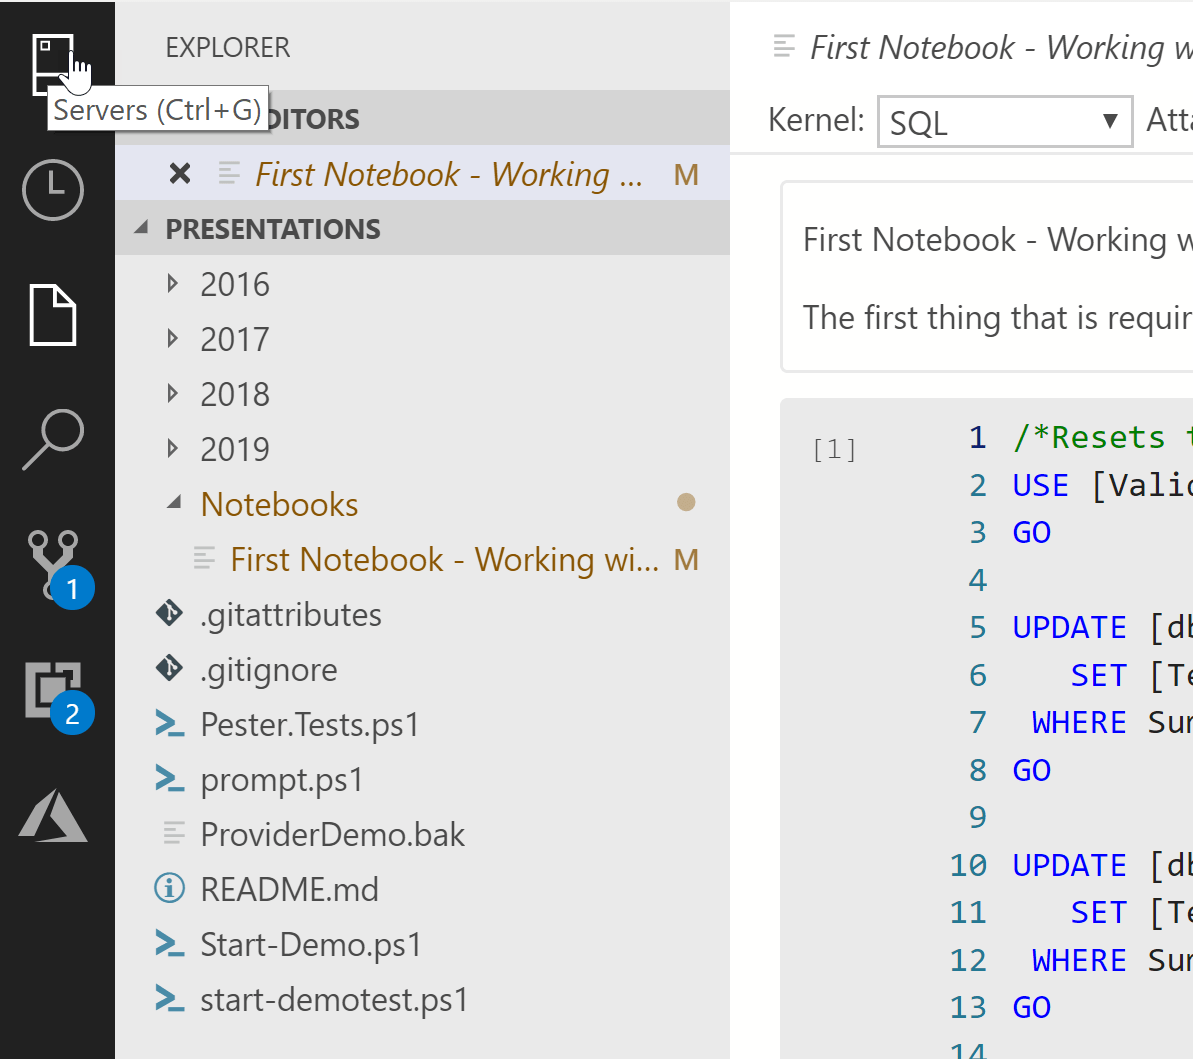 EXPLORER
Servers (Ctrl+G)
DITORS
First Notebook - Working ... M
PRESENTATIONS
2016
2017
2018
2019
Notebooks
First Notebook - Working wi... M
.gitattributes
.gitignore
Pester.Tests.ps1
prompt.ps1
ProviderDemo.bak
README.md
Start-Demo.ps1
start-demotest.ps1
1
2
First Notebook - Working w
Kernel: SQL ▼ Atta
First Notebook - Working w
The first thing that is requir
[1]
1 /*Resets t
2 USE [Valid
3 GO
4
5 UPDATE [db
6 SET [Te
7 WHERE Sur
8 GO
9
10 UPDATE [db
11 SET [Te
12 WHERE Sur
13 GO
14